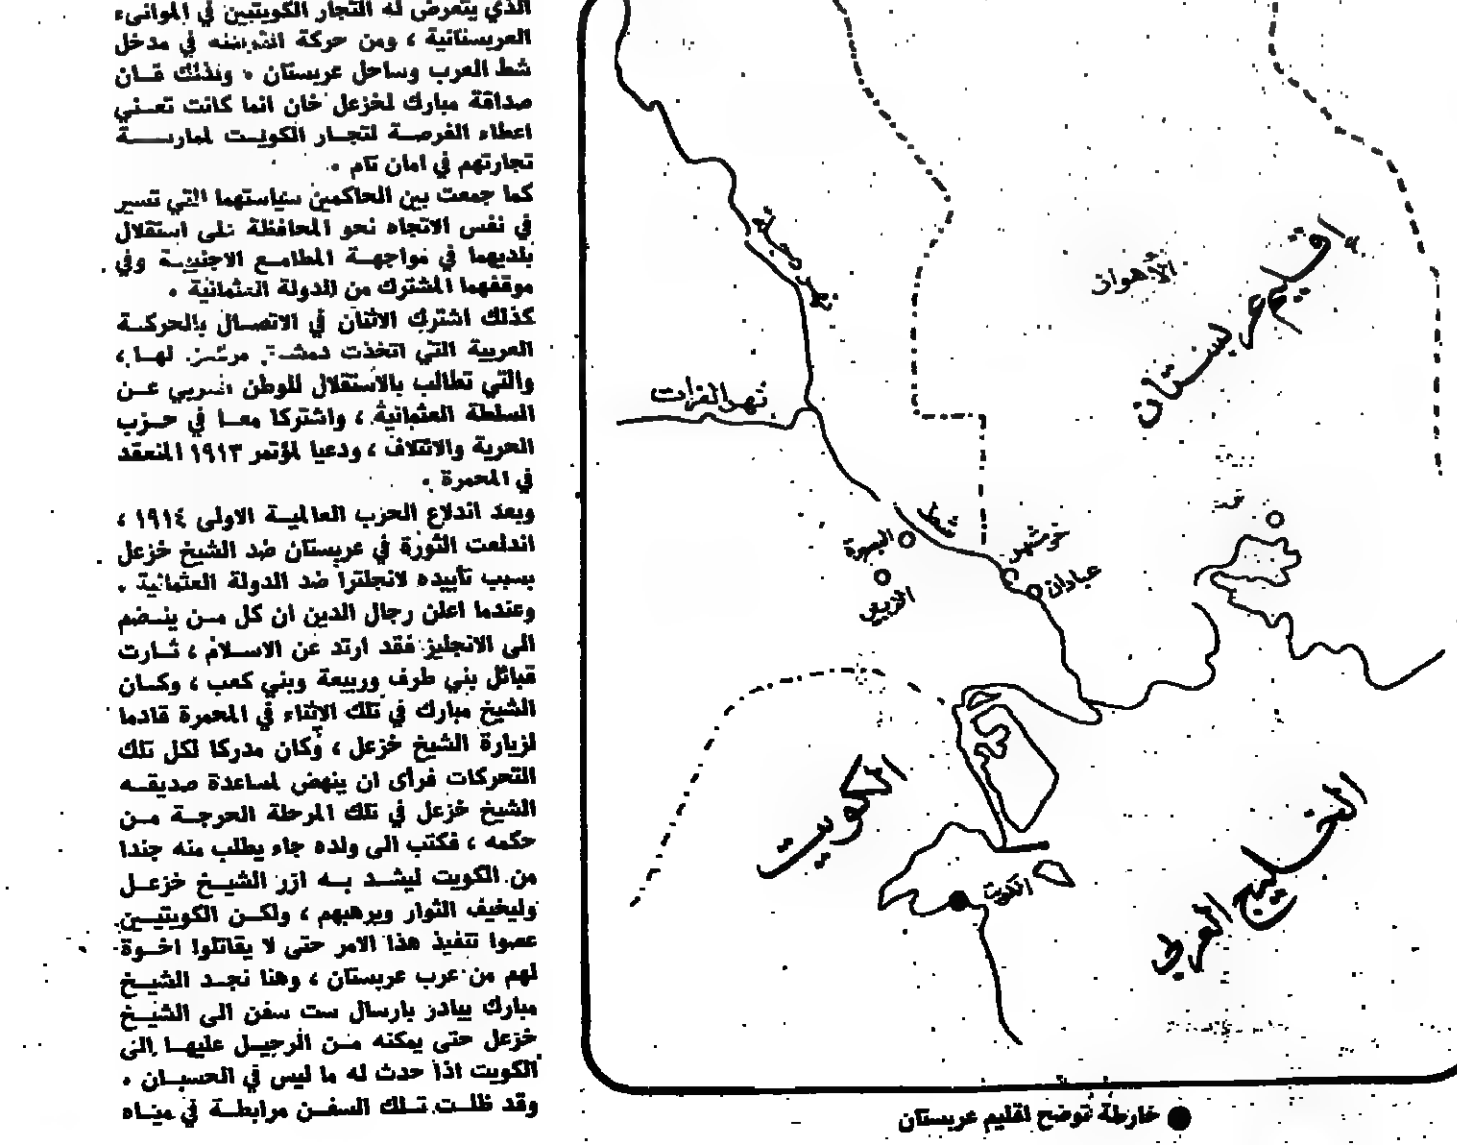 الذي يتعرض له التجار الكويتيين في الموانىء
العربستانية ، ومن حركة في مدخل
شط العرب وساحل عربستان ٠ ولذلك فان
صداقة مبارك لخزعل خان انما كانت تعني
اعطاء الفرصة لتجار الكويت لممارسة
تجارتهم في امان تام ٠
كما جمعت بين الحاكمين سياستهما التي تسير
في نفس الاتجاه نحو المحافظة على استقلال
بلديهما في مواجهة المطامع الاجنبية وفي
موقفهما المشترك من الدولة العثمانية ٠
كذلك اشترك الاثنان في الاتصال بالحركة
العربية التي اتخذت دمشق مركزا لها ،
والتي تطالب بالاستقلال للوطن العربي عن
السلطة العثمانية ، واشتركا معا في حزب
الحرية والائتلاف ، ودعيا لمؤتمر ١٩١٣ المنعقد
في المحمرة ٠
وبعد اندلاع الحرب العالمية الاولى ١٩١٤ ،
اندلعت الثورة في عربستان ضد الشيخ خزعل
بسبب تأييده لانجلترا ضد الدولة العثمانية ٠
وعندما اعلن رجال الدين ان كل من ينضم
الى الانجليز فقد ارتد عن الاسلام ، ثارت
قبائل بني طرف وربيعة وبني كعب ، وكان
الشيخ مبارك في تلك الاثناء في المحمرة قادما
لزيارة الشيخ خزعل ، وكان مدركا لكل تلك
التحركات فرأى ان ينهض لمساعدة صديقه
الشيخ خزعل في تلك المرحلة الحرجة من
حكمه ، فكتب الى ولده جاء يطلب منه جندا
من الكويت ليشد به ازر الشيخ خزعل
وليخيف الثوار ويرهبهم ، ولكن الكويتيين
عصوا تنفيذ هذا الامر حتى لا يقاتلوا اخوة
لهم من عرب عربستان ، وهنا نجد الشيخ
مبارك يبادر بارسال ست سفن الى الشيخ
خزعل حتى يمكنه من الرحيل عليها الى
الكويت اذا حدث له ما ليس في الحسبان ٠
وقد ظلت تلك السفن مرابطة في ميناء
إقليم عربستان
الأهواز
نهر دجلة
نهر الفرات
شط
البصرة
خرمشهر
عبادان
الزبير
الكويت
الكويت
الخليج العربي
● خارطة توضح اقليم عربستان